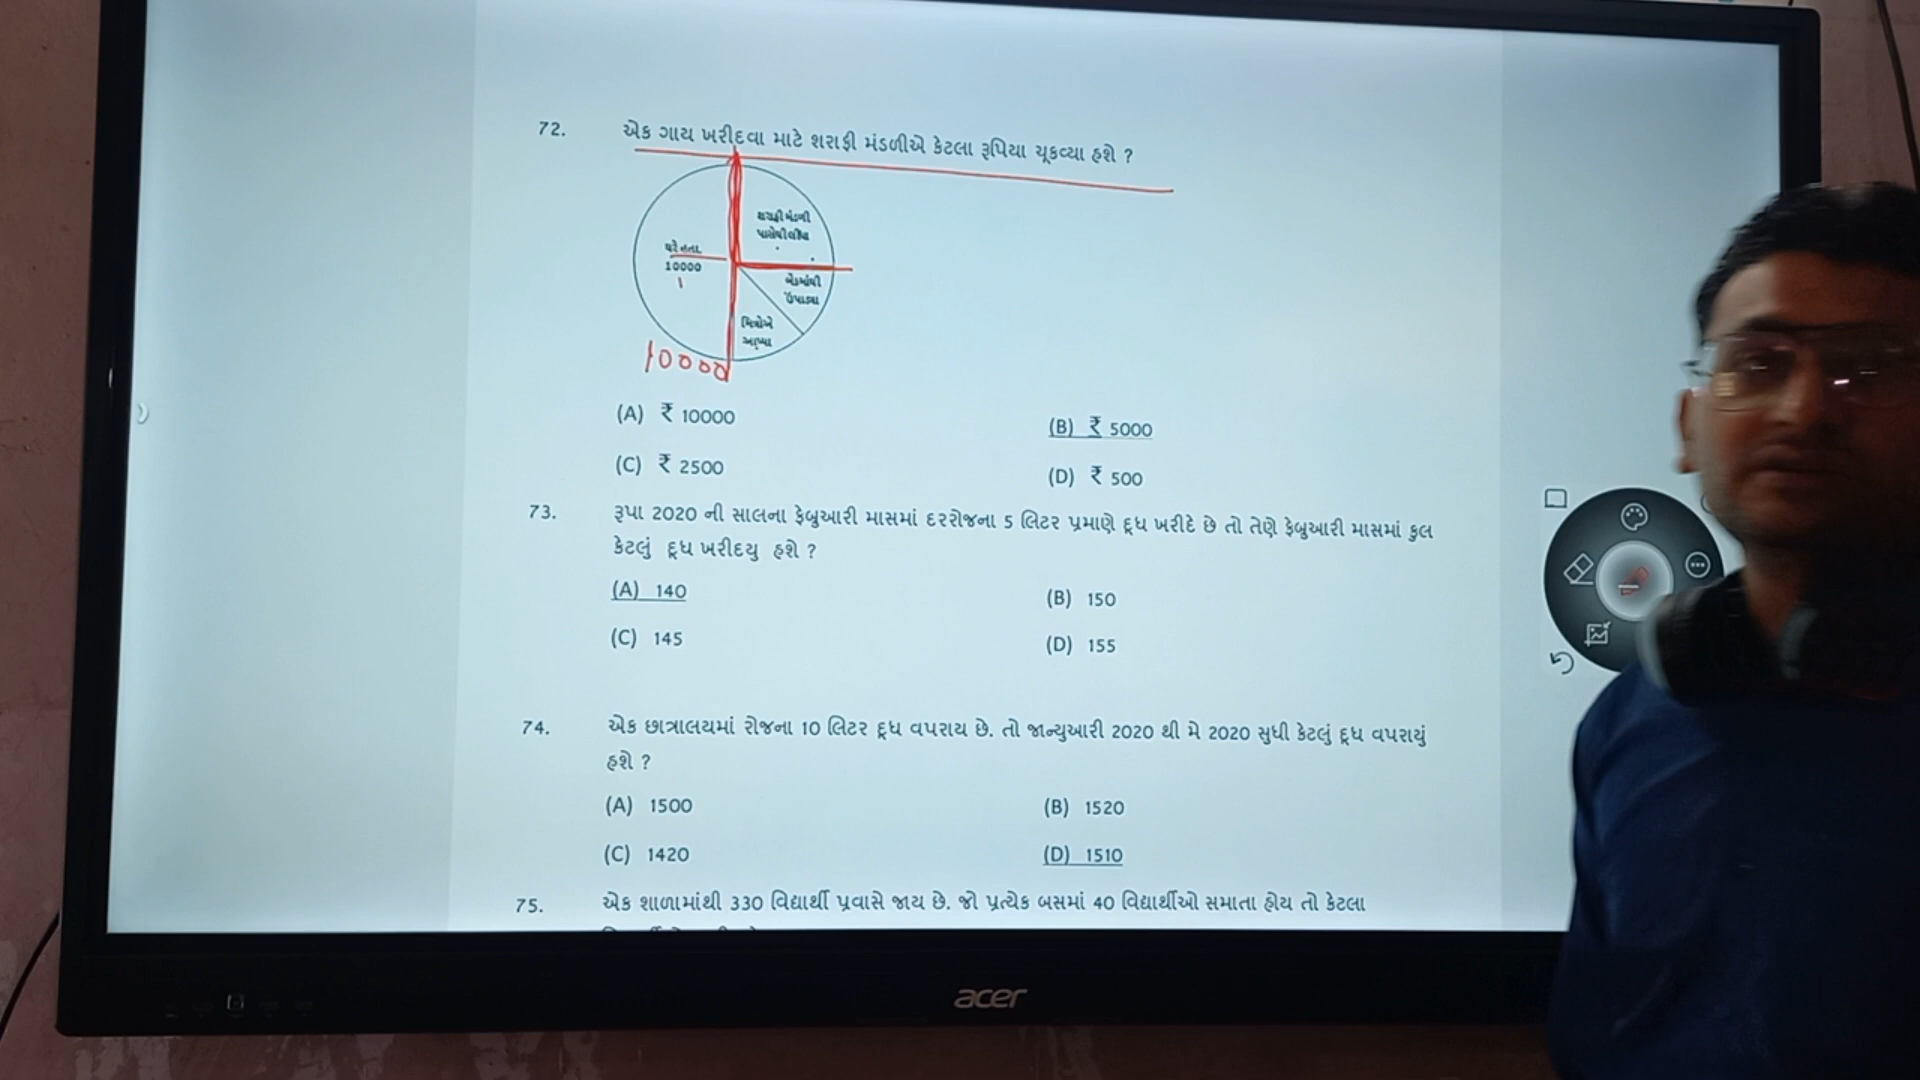 72. એક ગાય ખરીદવા માટે શરાફી મંડળીએ કેટલા રૂપિયા ચૂકવ્યા હશે ?
શરાફી મંડળી
પાસેથી લીધા
ઘરે હતા
10000
બેંકમાંથી
ઉપાડ્યા
મિત્રોએ
આપ્યા
10000
(A) ₹ 10000 (B) ₹ 5000
(C) ₹ 2500 (D) ₹ 500
73. રૂપા 2020 ની સાલના ફેબ્રુઆરી માસમાં દરરોજના 5 લિટર પ્રમાણે દૂધ ખરીદે છે તો તેણે ફેબ્રુઆરી માસમાં કુલ
કેટલું દૂધ ખરીદયુ હશે ?
(A) 140 (B) 150
(C) 145 (D) 155
74. એક છાત્રાલયમાં રોજના 10 લિટર દૂધ વપરાય છે. તો જાન્યુઆરી 2020 થી મે 2020 સુધી કેટલું દૂધ વપરાયું
હશે ?
(A) 1500 (B) 1520
(C) 1420 (D) 1510
75. એક શાળામાંથી 330 વિદ્યાર્થી પ્રવાસે જાય છે. જો પ્રત્યેક બસમાં 40 વિદ્યાર્થીઓ સમાતા હોય તો કેટલા
acer